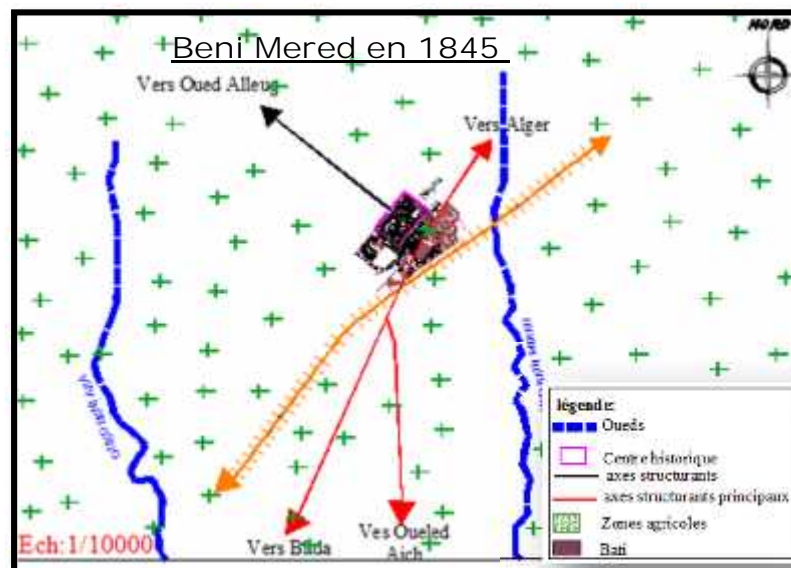 Beni Mered en 1845
NORD
Vers Oued Alleug
Vers Alger
légende:
Oueds
Centre historique
axes structurants
axes structurants principaux
Zones agricoles
Bati
Ech:1/10000
Vers Blida
Ves Oueled
Aich